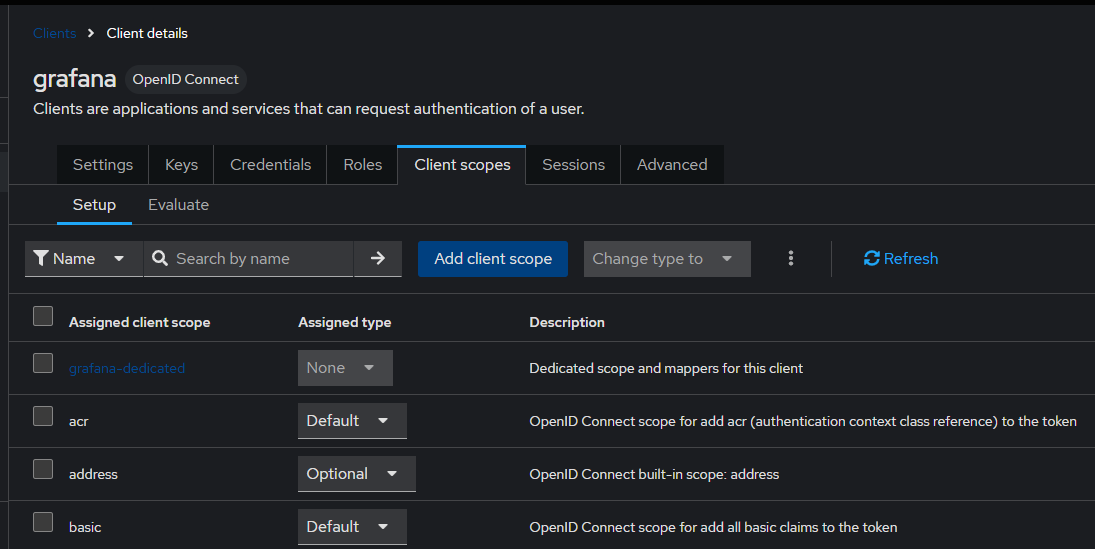 Clients > Client details
grafana OpenID Connect
Clients are applications and services that can request authentication of a user.
Settings Keys Credentials Roles Client scopes Sessions Advanced
Setup Evaluate
Name Search by name Add client scope Change type to Refresh
Assigned client scope Assigned type Description
grafana-dedicated None Dedicated scope and mappers for this client
acr Default OpenID Connect scope for add acr (authentication context class reference) to the token
address Optional OpenID Connect built-in scope: address
basic Default OpenID Connect scope for add all basic claims to the token